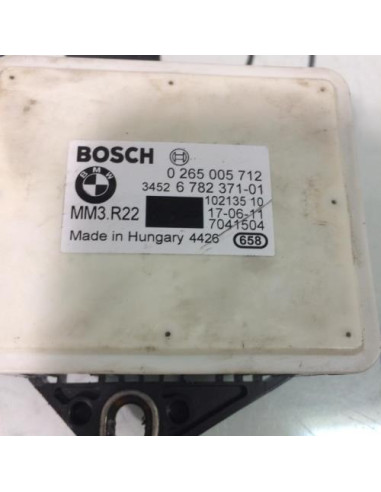 BOSCH
0 265 005 712
BMW
3452 6 782 371-01
102135 10
MM3.R22
17-06-11
7041504
Made in Hungary 4426
658